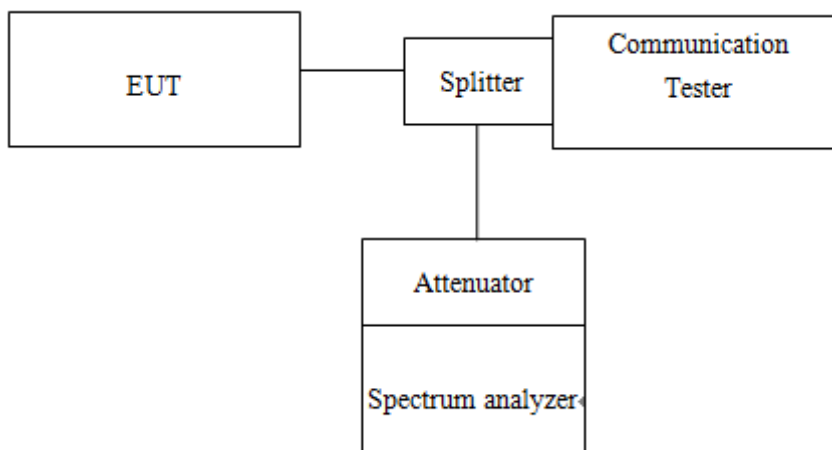 EUT
Splitter
Communication
Tester
Attenuator
Spectrum analyzer